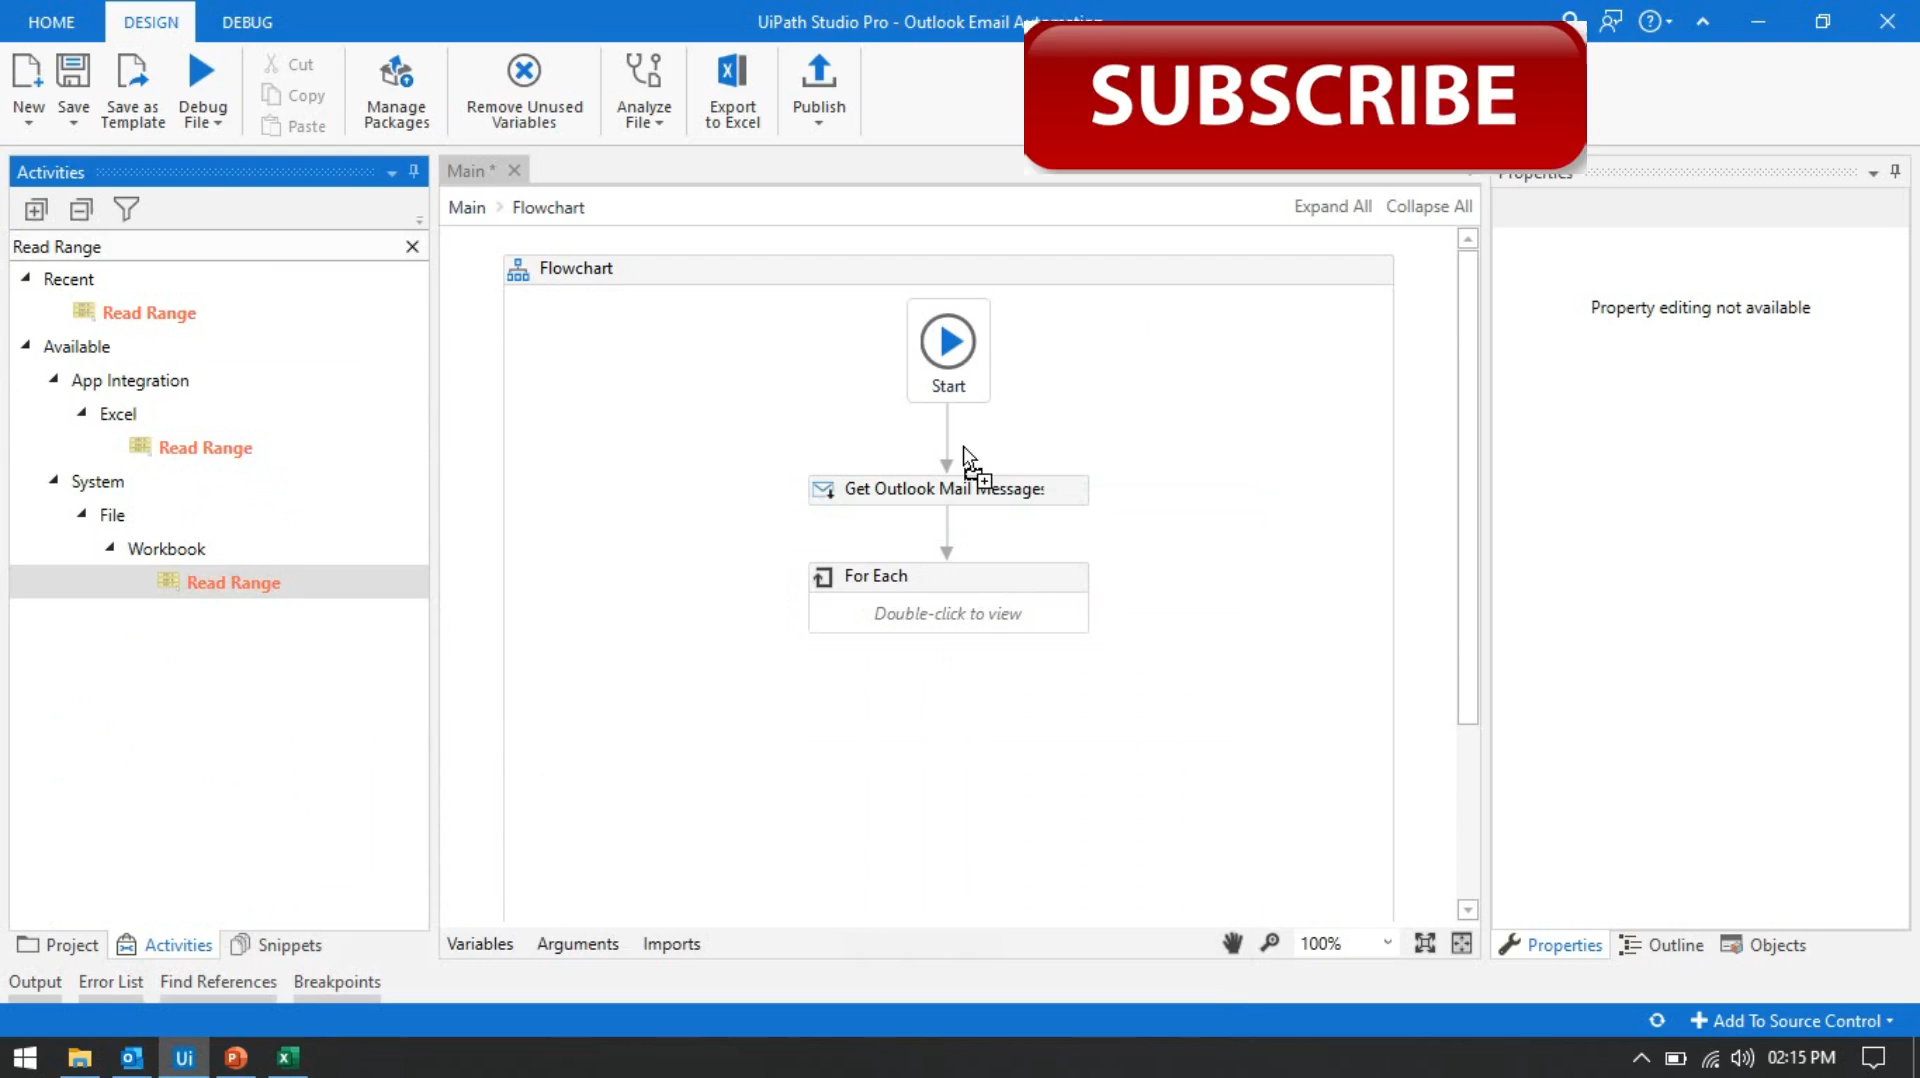 HOME
DESIGN
DEBUG
UiPath Studio Pro - Outlook Email
SUBSCRIBE
New
Save
Save as Template
Debug File
Cut
Copy
Paste
Manage Packages
Remove Unused Variables
Analyze File
Export to Excel
Publish
Activities
Main *
Properties
Main
Flowchart
Expand All
Collapse All
Read Range
Recent
Read Range
Available
App Integration
Excel
Read Range
System
File
Workbook
Read Range
Flowchart
Start
Get Outlook Mail Messages
For Each
Double-click to view
Property editing not available
Project
Activities
Snippets
Variables
Arguments
Imports
100%
Properties
Outline
Objects
Output
Error List
Find References
Breakpoints
Add To Source Control
Ui
02:15 PM